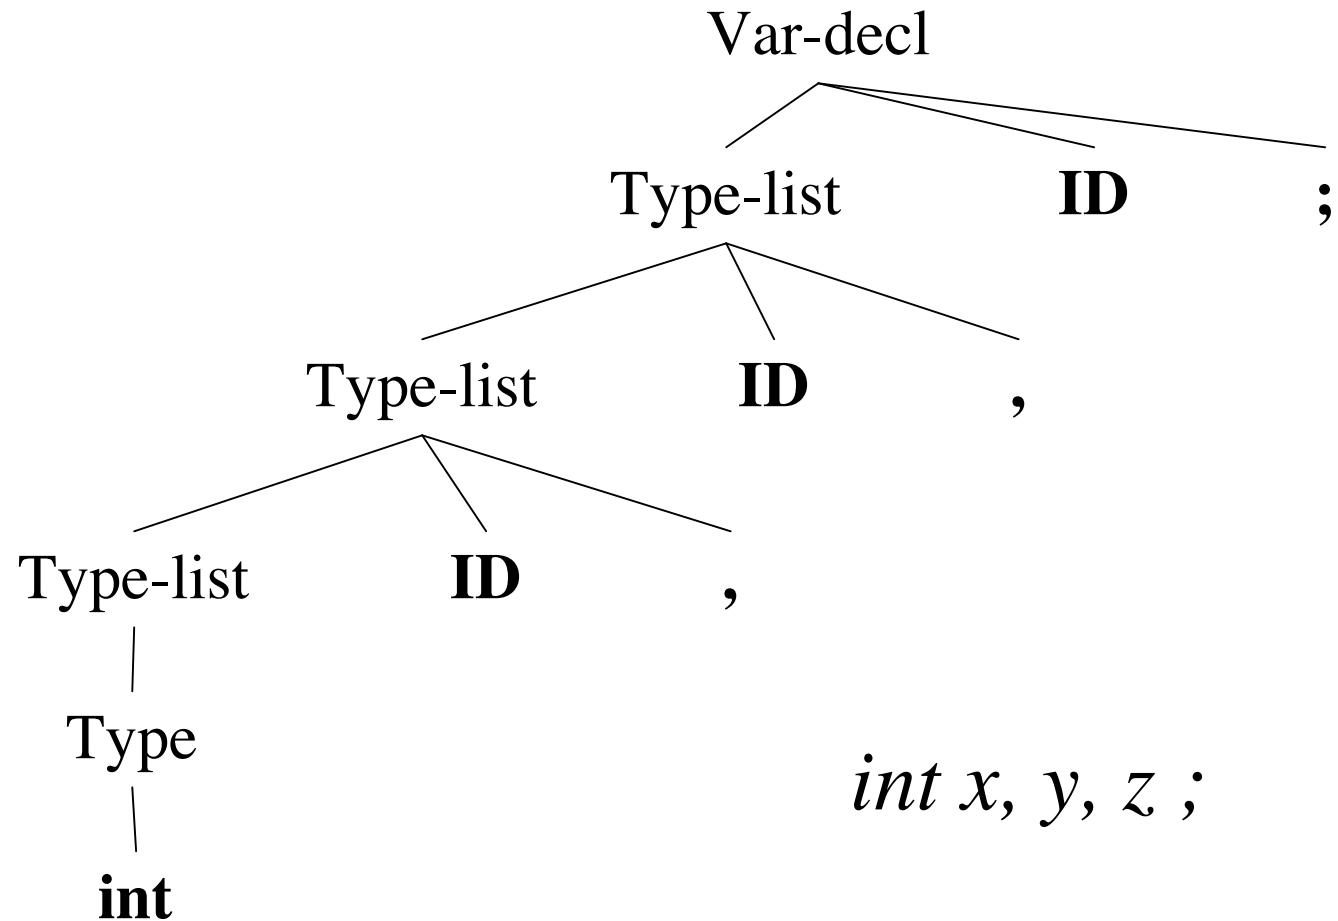 Var-decl
Type-list ID ;
Type-list ID ,
Type-list ID ,
Type
int x, y, z ;
int